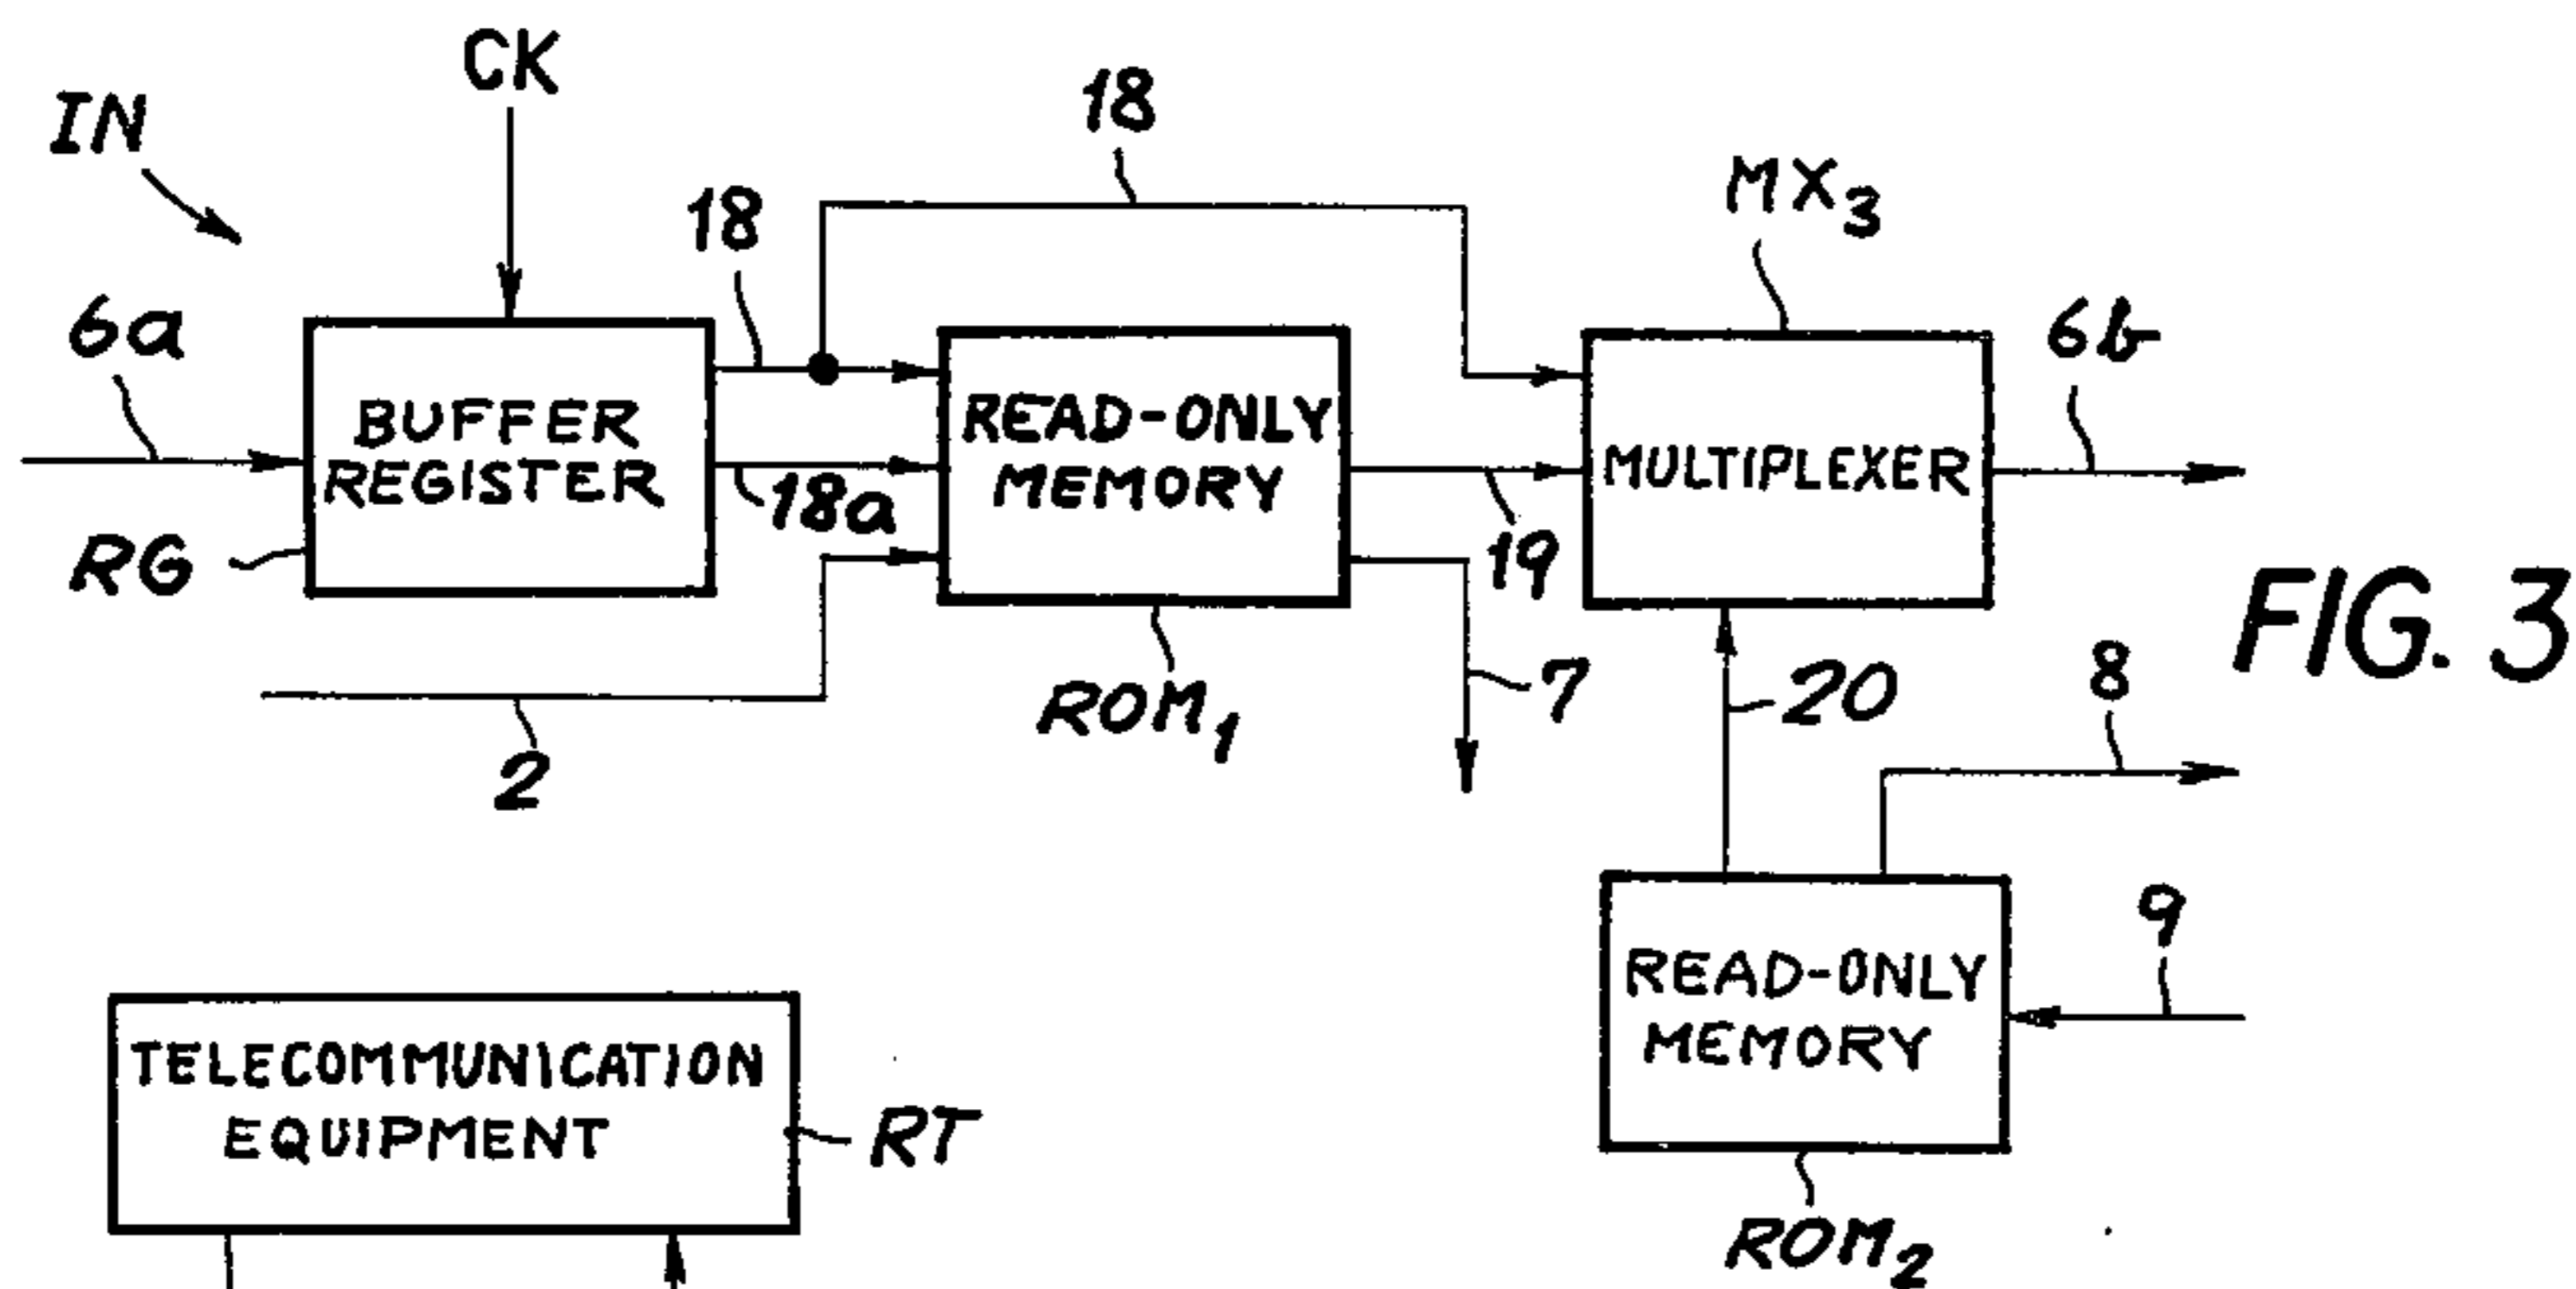 CK
IN
18
18
MX3
6a
6b
BUFFER
REGISTER
READ-ONLY
MEMORY
MULTIPLEXER
18a
19
RG
FIG. 3
2
ROM1
7
20
8
9
READ-ONLY
MEMORY
TELECOMMUNICATION
EQUIPMENT
RT
ROM2